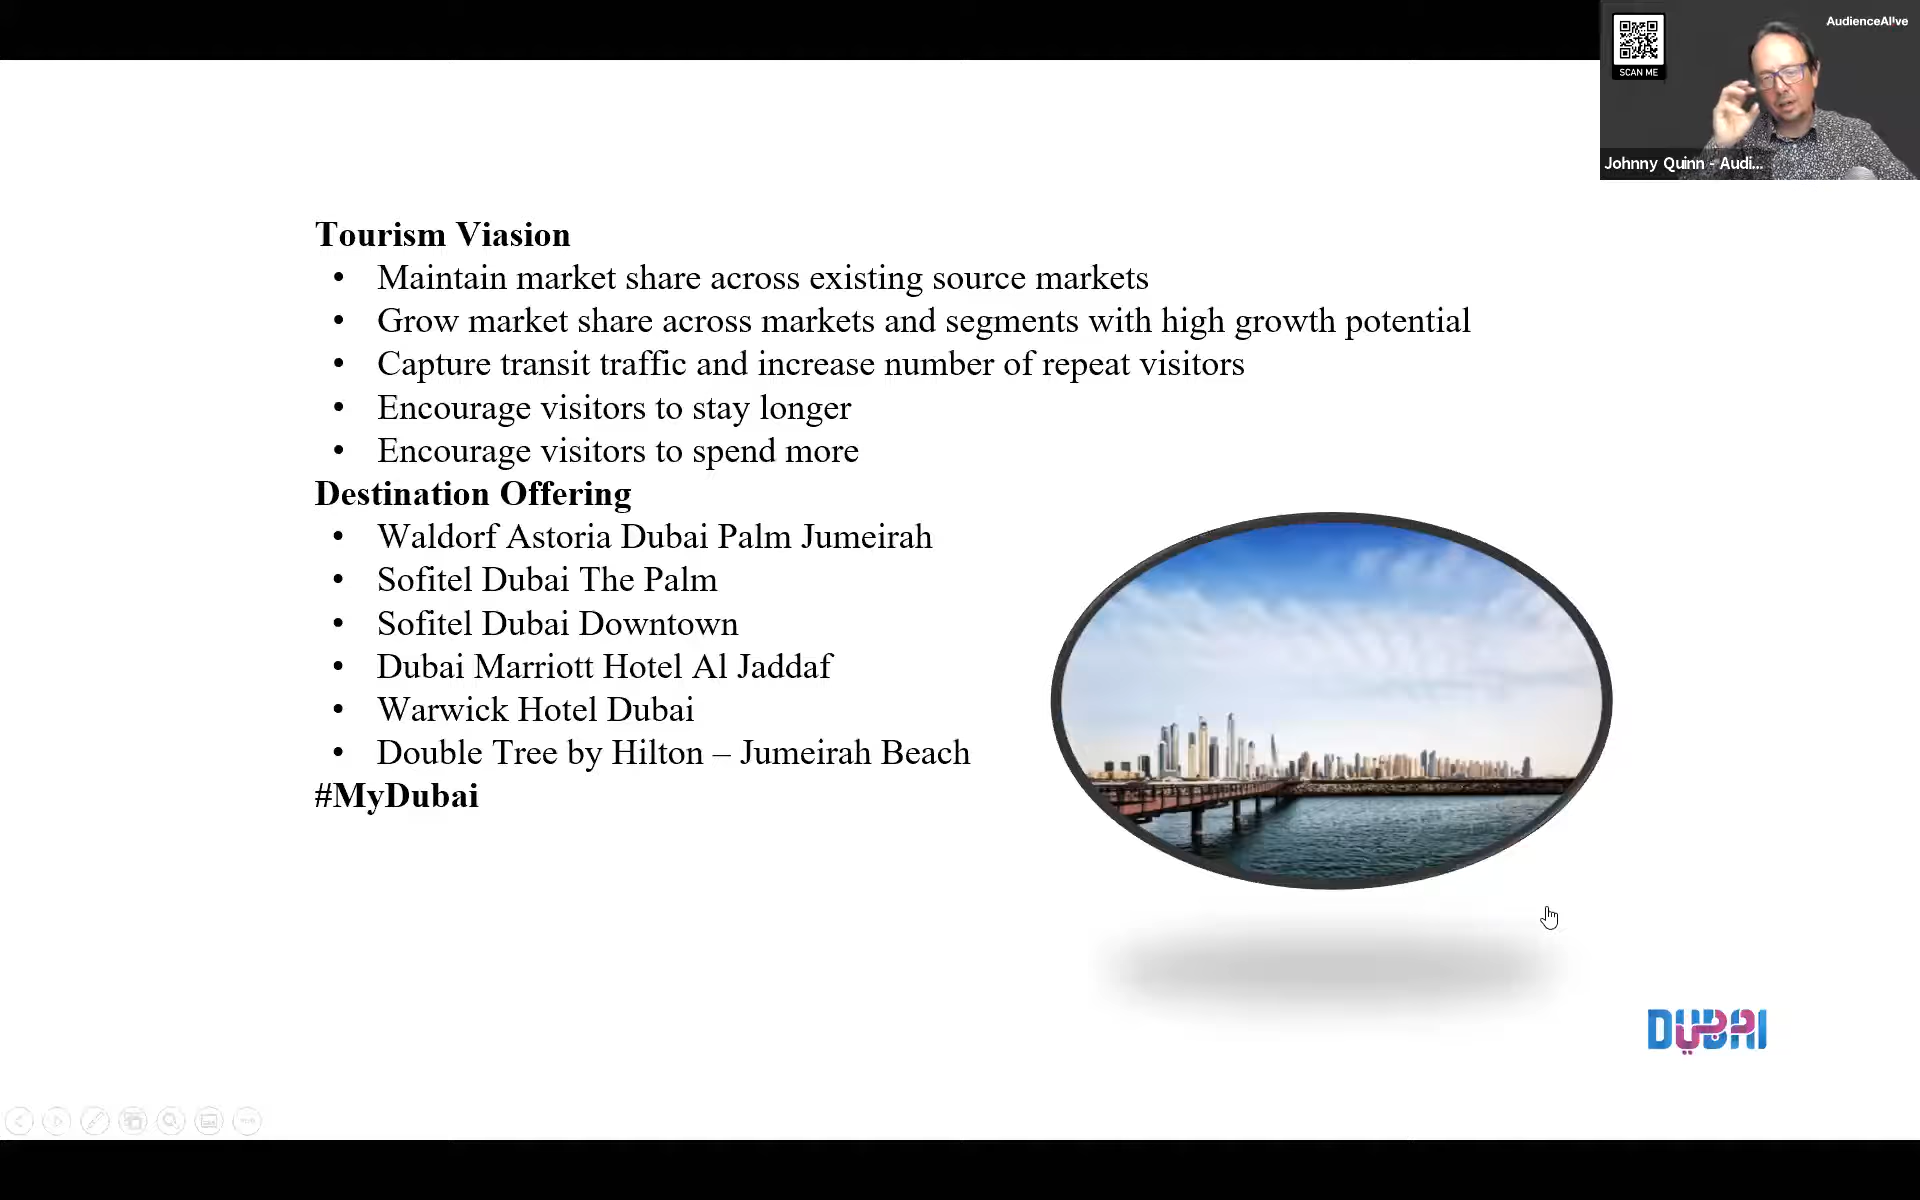 AudienceAlive
SCAN ME
Johnny Quinn - Audi...
Tourism Viasion
• Maintain market share across existing source markets
• Grow market share across markets and segments with high growth potential
• Capture transit traffic and increase number of repeat visitors
• Encourage visitors to stay longer
• Encourage visitors to spend more
Destination Offering
• Waldorf Astoria Dubai Palm Jumeirah
• Sofitel Dubai The Palm
• Sofitel Dubai Downtown
• Dubai Marriott Hotel Al Jaddaf
• Warwick Hotel Dubai
• Double Tree by Hilton – Jumeirah Beach
#MyDubai
DUBAI